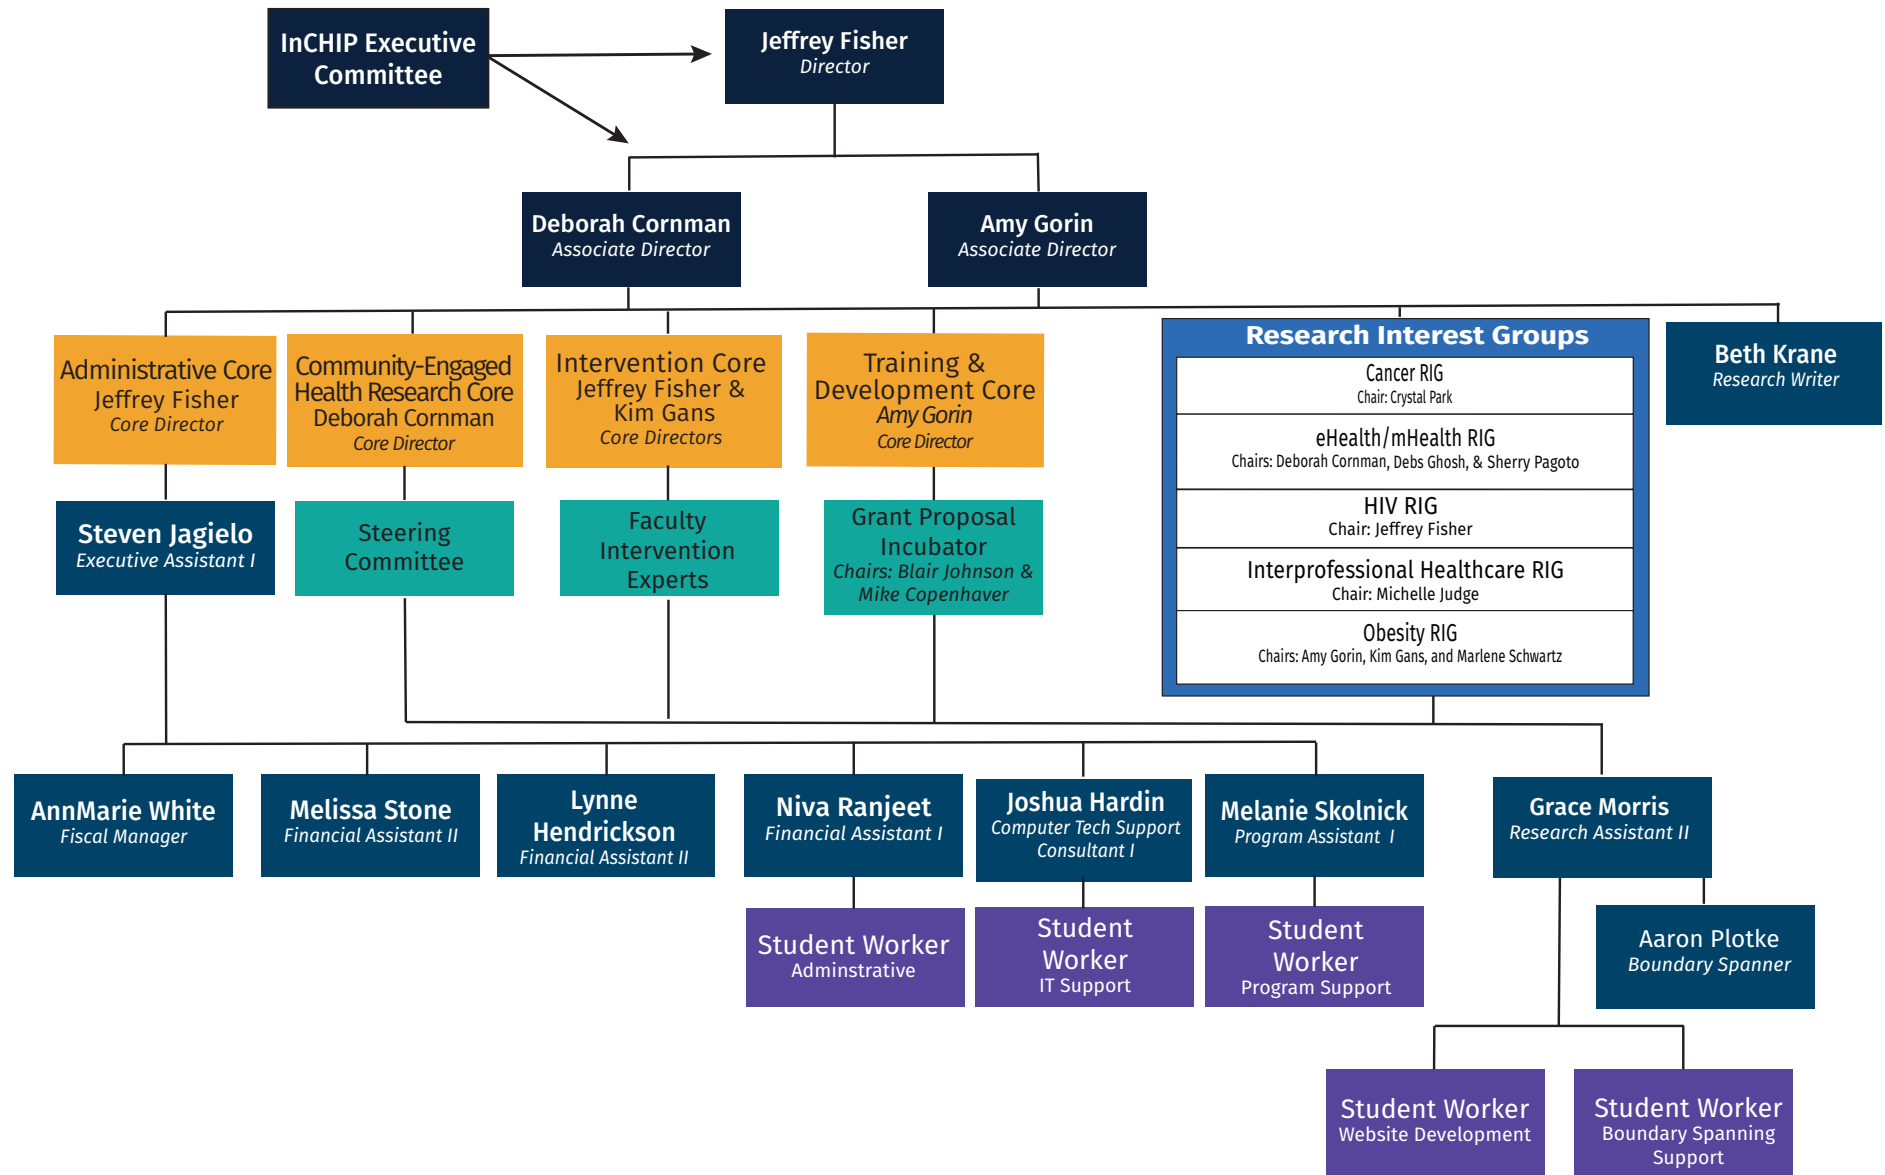 InCHIP Executive
Committee
Jeffrey Fisher
Director
Deborah Cornman
Associate Director
Amy Gorin
Associate Director
Administrative Core
Jeffrey Fisher
Core Director
Community-Engaged
Health Research Core
Deborah Cornman
Core Director
Intervention Core
Jeffrey Fisher &
Kim Gans
Core Directors
Training &
Development Core
Amy Gorin
Core Director
Research Interest Groups
Cancer RIG
Chair: Crystal Park
eHealth/mHealth RIG
Chairs: Deborah Cornman, Debs Ghosh, & Sherry Pagoto
HIV RIG
Chair: Jeffrey Fisher
Interprofessional Healthcare RIG
Chair: Michelle Judge
Obesity RIG
Chairs: Amy Gorin, Kim Gans, and Marlene Schwartz
Beth Krane
Research Writer
Steven Jagielo
Executive Assistant I
Steering
Committee
Faculty
Intervention
Experts
Grant Proposal
Incubator
Chairs: Blair Johnson &
Mike Copenhaver
AnnMarie White
Fiscal Manager
Melissa Stone
Financial Assistant II
Lynne
Hendrickson
Financial Assistant II
Niva Ranjeet
Financial Assistant I
Joshua Hardin
Computer Tech Support
Consultant I
Melanie Skolnick
Program Assistant I
Grace Morris
Research Assistant II
Student Worker
Adminstrative
Student
Worker
IT Support
Student
Worker
Program Support
Aaron Plotke
Boundary Spanner
Student Worker
Website Development
Student Worker
Boundary Spanning
Support